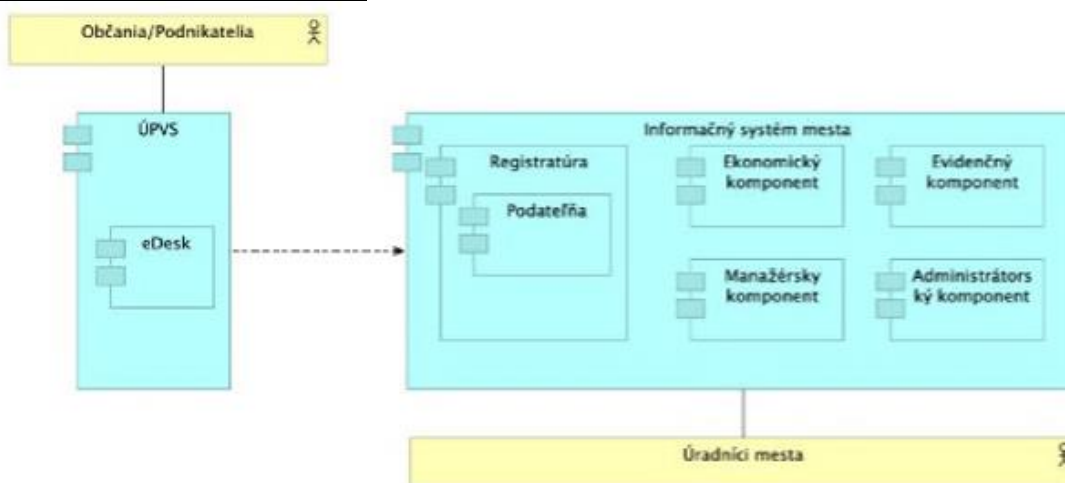 Občania/Podnikatelia
ÚPVS
eDesk
Informačný systém mesta
Registratúra
Podateľňa
Ekonomický
komponent
Evidenčný
komponent
Manažérsky
komponent
Administrátors
ký komponent
Úradníci mesta